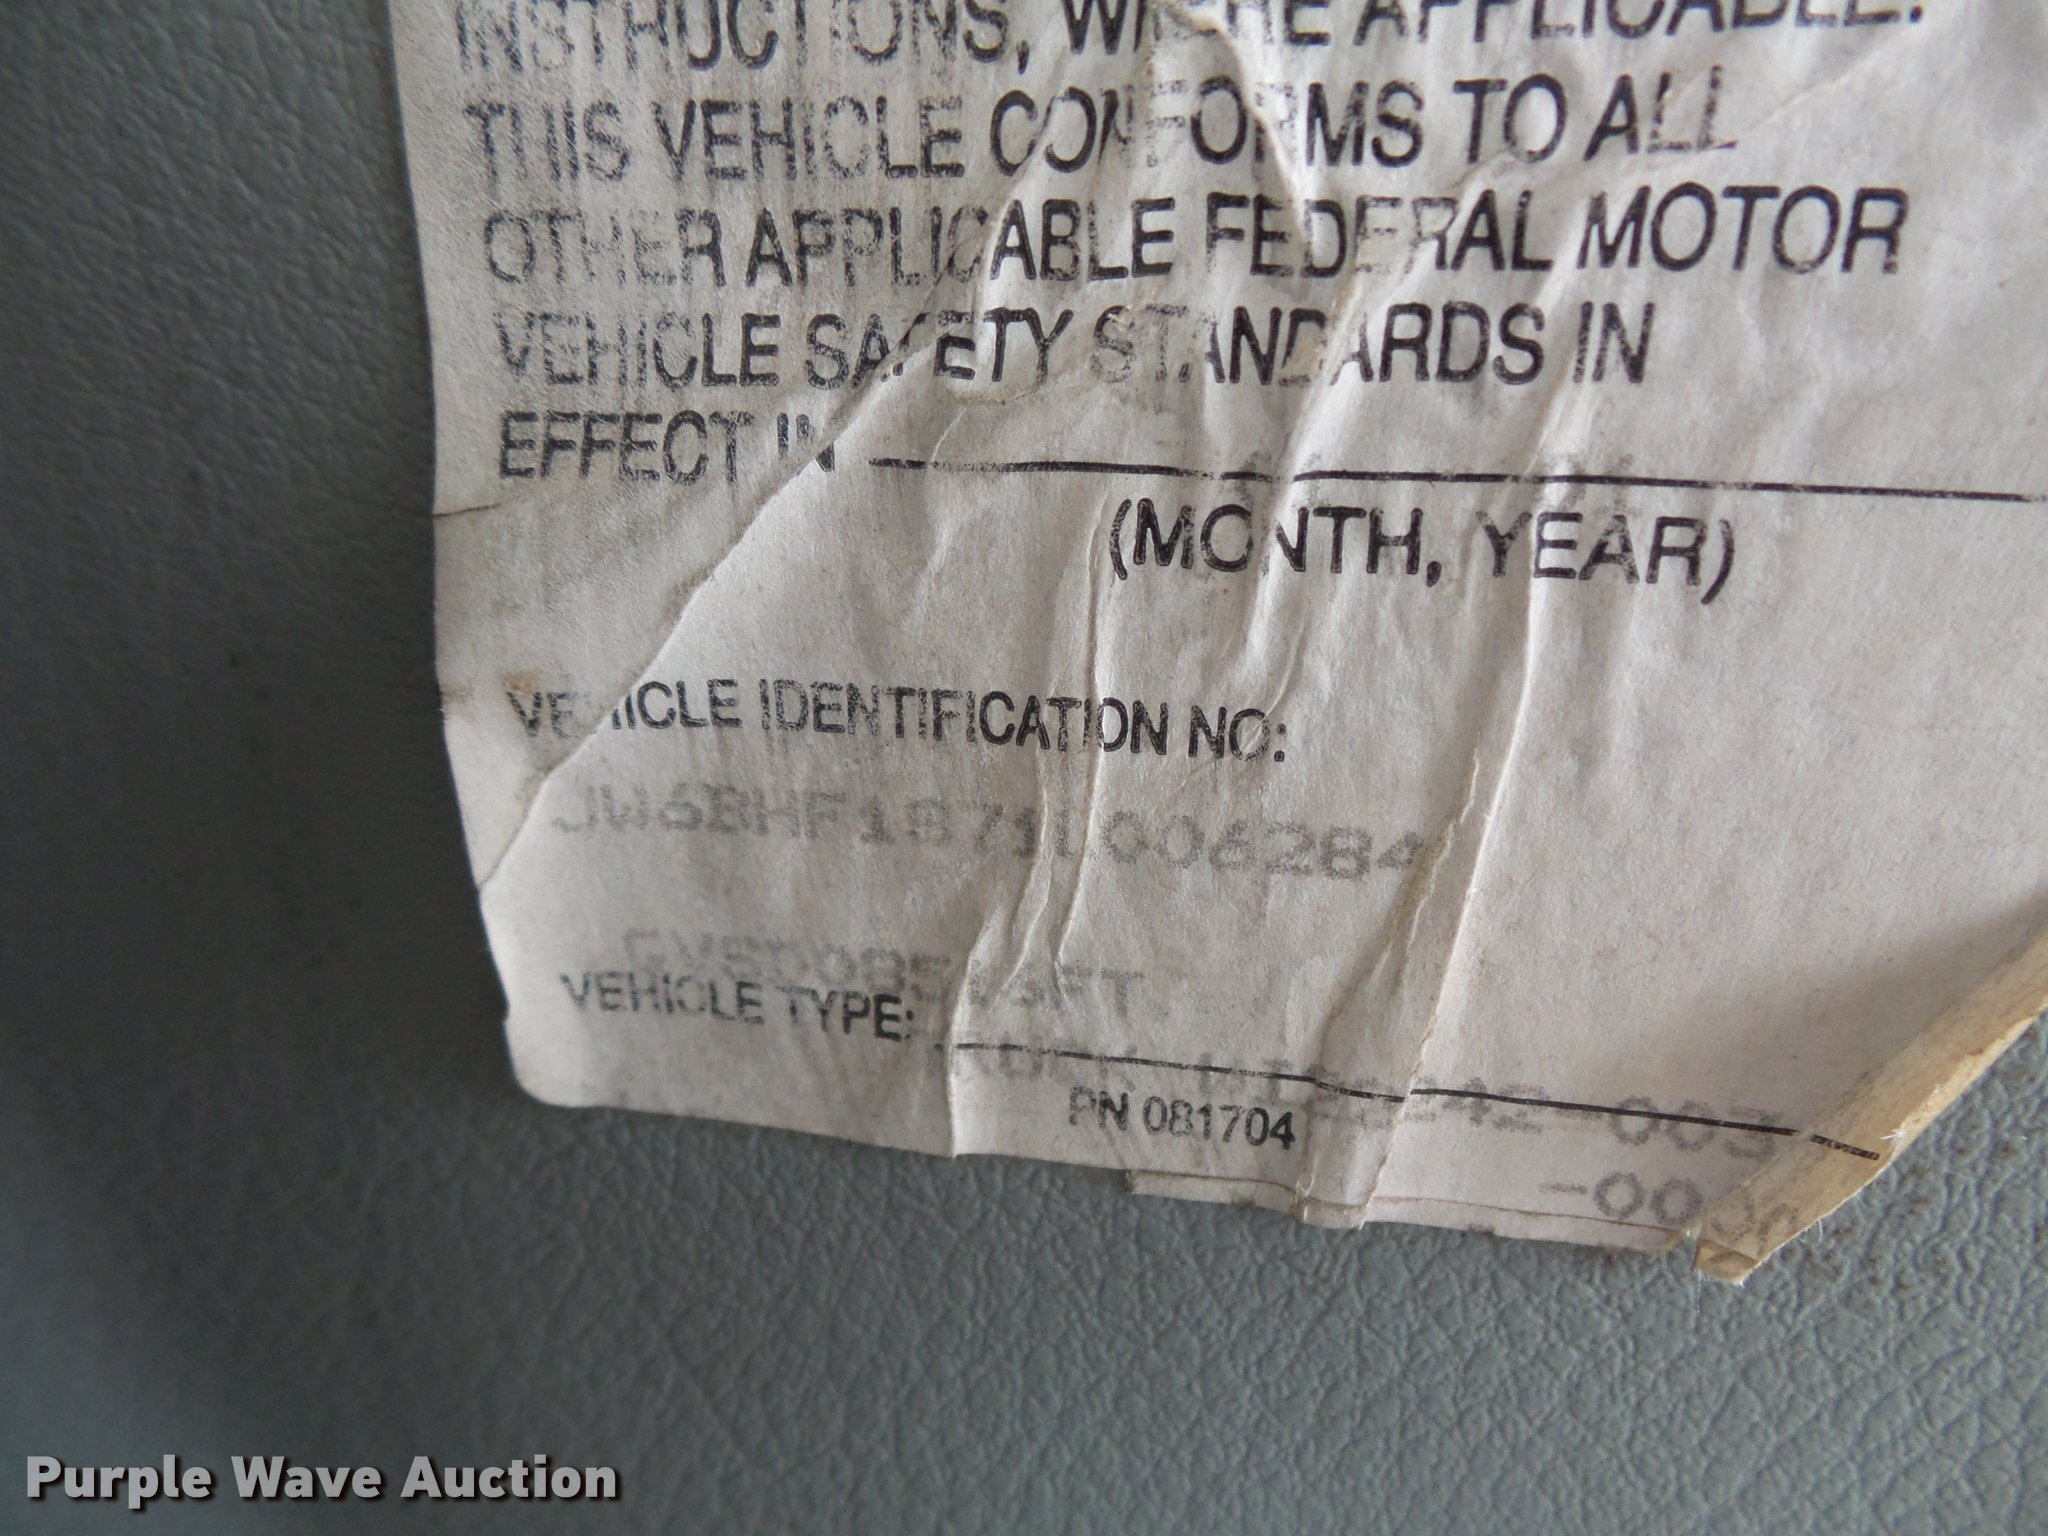 INSTRUCTIONS, WHERE APPLICABLE.
THIS VEHICLE CONFORMS TO ALL
OTHER APPLICABLE FEDERAL MOTOR
VEHICLE SAFETY STANDARDS IN
EFFECT IN
(MONTH, YEAR)
VEHICLE IDENTIFICATION NO:
VEHICLE TYPE:
PN 081704
Purple Wave Auction